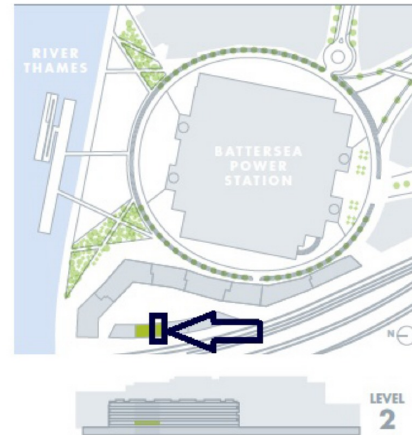 RIVER
THAMES
BATTERSEA
POWER
STATION
N
LEVEL
2